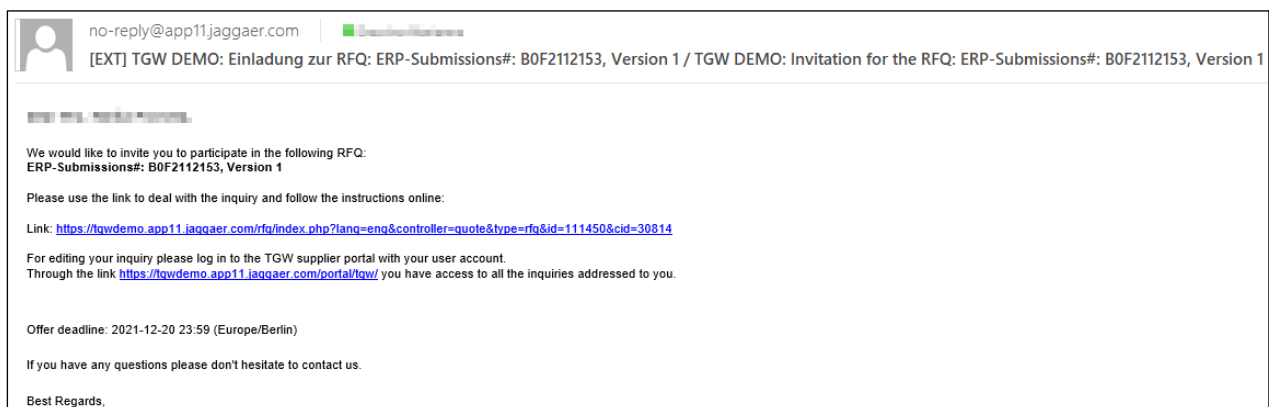 no-reply@app11.jaggaer.com
[EXT] TGW DEMO: Einladung zur RFQ: ERP-Submissions#: B0F2112153, Version 1 / TGW DEMO: Invitation for the RFQ: ERP-Submissions#: B0F2112153, Version 1
We would like to invite you to participate in the following RFQ:
ERP-Submissions#: B0F2112153, Version 1
Please use the link to deal with the inquiry and follow the instructions online:
Link: https://tgwdemo.app11.jaggaer.com/rfq/index.php?lang=eng&controller=quote&type=rfq&id=111450&cid=30814
For editing your inquiry please log in to the TGW supplier portal with your user account.
Through the link https://tgwdemo.app11.jaggaer.com/portal/tgw/ you have access to all the inquiries addressed to you.
Offer deadline: 2021-12-20 23:59 (Europe/Berlin)
If you have any questions please don't hesitate to contact us.
Best Regards,